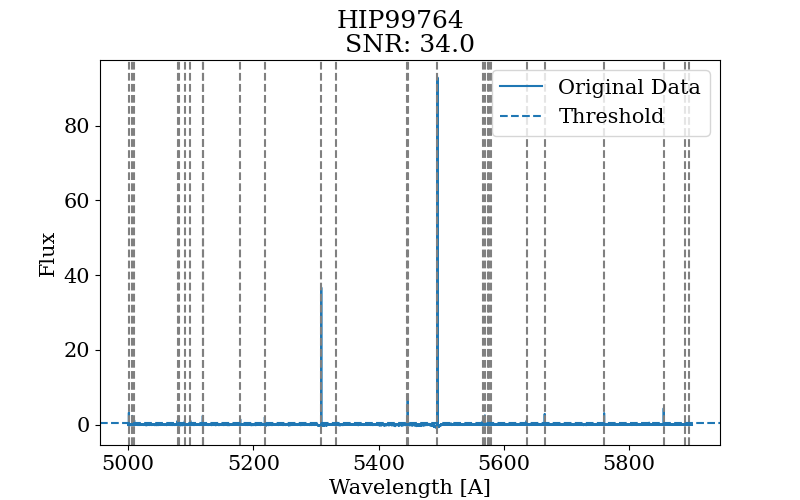 HIP99764
SNR: 34.0
Original Data
Threshold
Flux
80
60
40
20
0
5000 5200 5400 5600 5800
Wavelength [A]